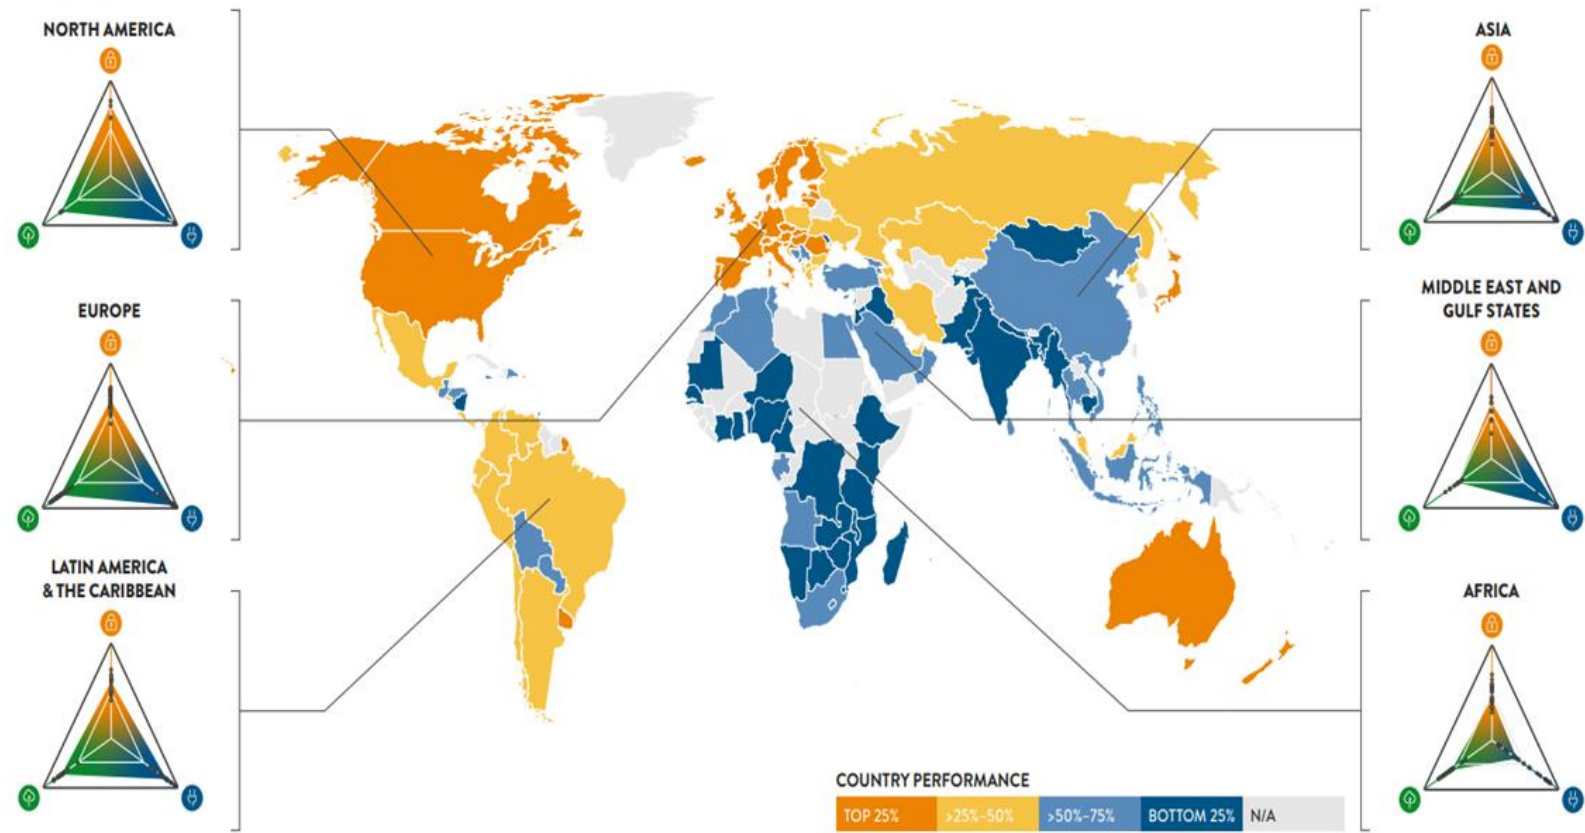 NORTH AMERICA
EUROPE
LATIN AMERICA
& THE CARIBBEAN
ASIA
MIDDLE EAST AND
GULF STATES
AFRICA
COUNTRY PERFORMANCE
TOP 25%
>25%-50%
>50%-75%
BOTTOM 25%
N/A